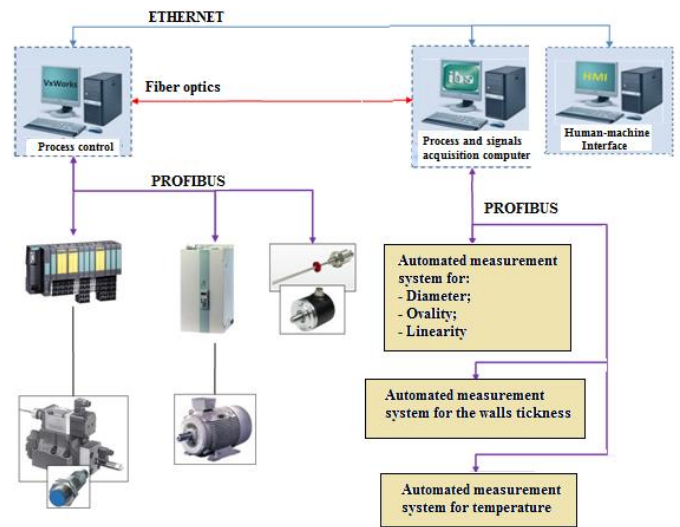 ETHERNET
VxWorks
iba
HMI
Fiber optics
Process control
Process and signals
acquisition computer
Human-machine
Interface
PROFIBUS
PROFIBUS
Automated measurement
system for:
- Diameter;
- Ovality;
- Linearity
Automated measurement
system for the walls tickness
Automated measurement
system for temperature